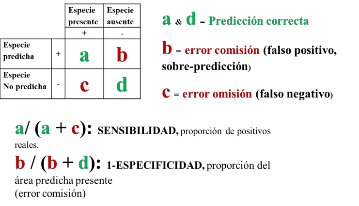 Especie presente
Especie ausente
+
-
Especie predicha
+
a
b
Especie No predicha
-
c
d
a & d – Predicción correcta
b – error comisión (falso positivo,
sobre-predicción)
c = error omisión (falso negativo)
a/ (a + c): SENSIBILIDAD, proporción de positivos
reales.
b / (b + d): 1-ESPECIFICIDAD, proporción del
área predicha presente
(error comisión)